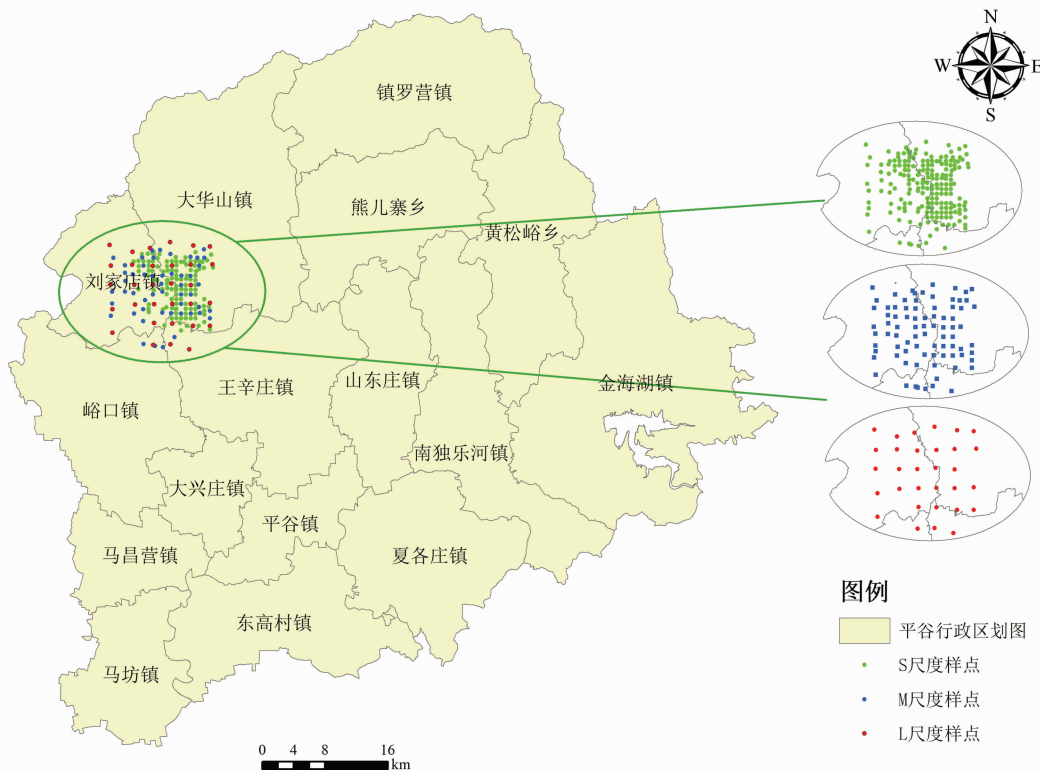 N
W
E
S
镇罗营镇
大华山镇
熊儿寨乡
黄松峪乡
刘家店镇
峪口镇
王辛庄镇
山东庄镇
金海湖镇
南独乐河镇
大兴庄镇
平谷镇
马昌营镇
夏各庄镇
东高村镇
马坊镇
图例
平谷行政区划图
S尺度样点
M尺度样点
L尺度样点
0 4 8 16
km